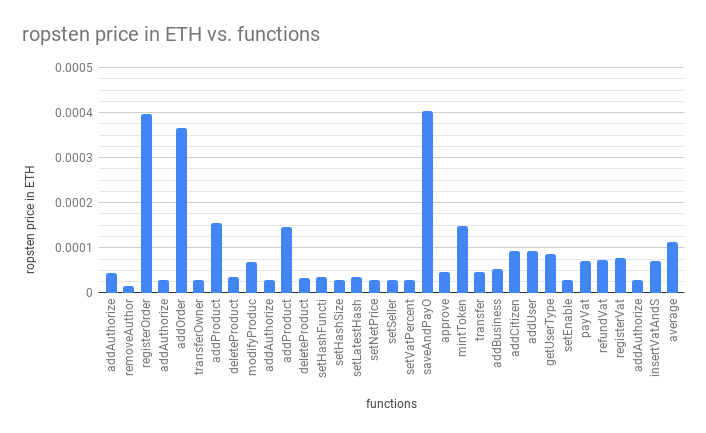 ropsten price in ETH vs. functions
ropsten price in ETH
0.0005
0.0004
0.0003
0.0002
0.0001
0
addAuthorize
removeAuthor
registerOrder
addAuthorize
addOrder
transferOwner
addProduct
deleteProduct
modifyProduc
addAuthorize
addProduct
deleteProduct
setHashFuncti
setHashSize
setLatestHash
setNetPrice
setSeller
setVatPercent
saveAndPayO
approve
mintToken
transfer
addBusiness
addCitizen
addUser
getUserType
setEnable
payVat
refundVat
registerVat
addAuthorize
insertVatAndS
average
functions